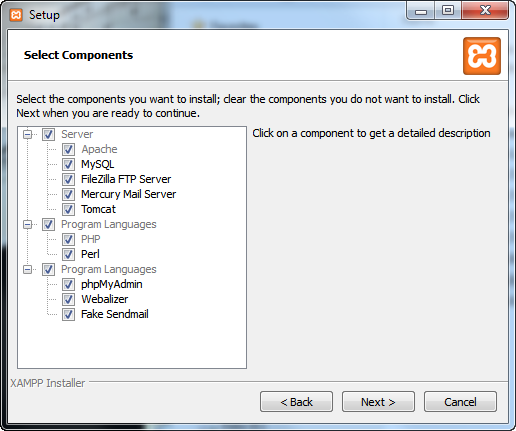 Setup
Select Components
Select the components you want to install; clear the components you do not want to install. Click
Next when you are ready to continue.
Server
Apache
MySQL
FileZilla FTP Server
Mercury Mail Server
Tomcat
Program Languages
PHP
Perl
Program Languages
phpMyAdmin
Webalizer
Fake Sendmail
Click on a component to get a detailed description
XAMPP Installer
< Back
Next >
Cancel